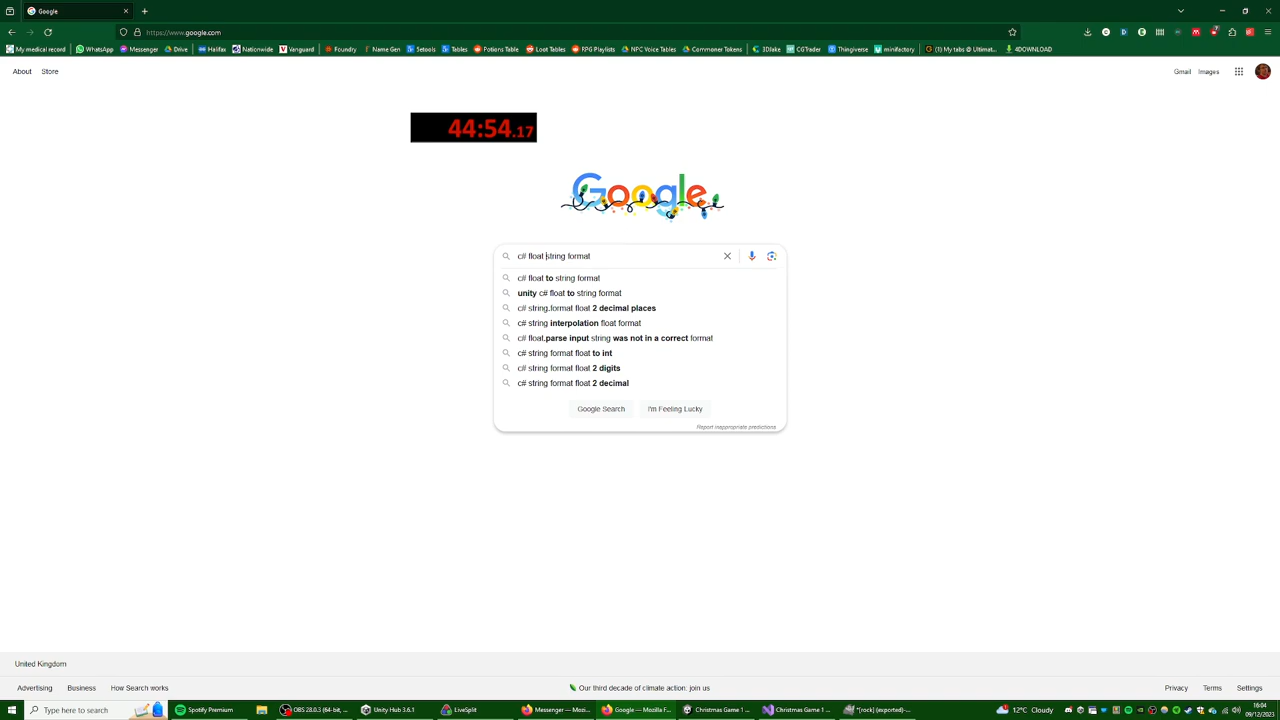 Google
https://www.google.com
My medical record WhatsApp Messenger Drive Halifax Nationwide Vanguard Foundry Name Gen 5etools Tables Potions Table Loot Tables RPG Playlists NPC Voice Tables Commoner Tokens 3DJake CGTrader Thingiverse minifactory (1) My tabs @ Ultimat... 4DOWNLOAD
About Store
Gmail Images
44:54.17
Google
c# float string format
c# float to string format
unity c# float to string format
c# string.format float 2 decimal places
c# string interpolation float format
c# float.parse input string was not in a correct format
c# string format float to int
c# string format float 2 digits
c# string format float 2 decimal
Google Search I'm Feeling Lucky
Report inappropriate predictions
United Kingdom
Advertising Business How Search works Our third decade of climate action: join us Privacy Terms Settings
Type here to search Spotify Premium OBS 28.0.3 (64-bit, ... Unity Hub 3.6.1 LiveSplit Messenger — Mozi... Google — Mozilla F... Christmas Game 1 ... Christmas Game 1 ... *[rock] (exported)-... 12°C Cloudy 16:04
09/12/2023